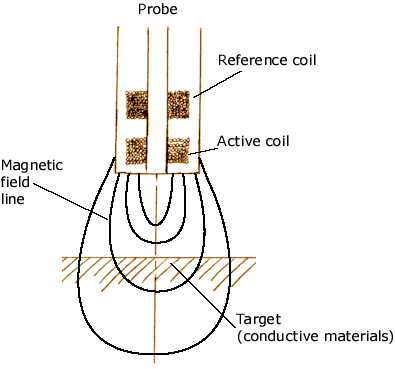 Probe
Reference coil
Active coil
Magnetic
field
line
Target
(conductive materials)